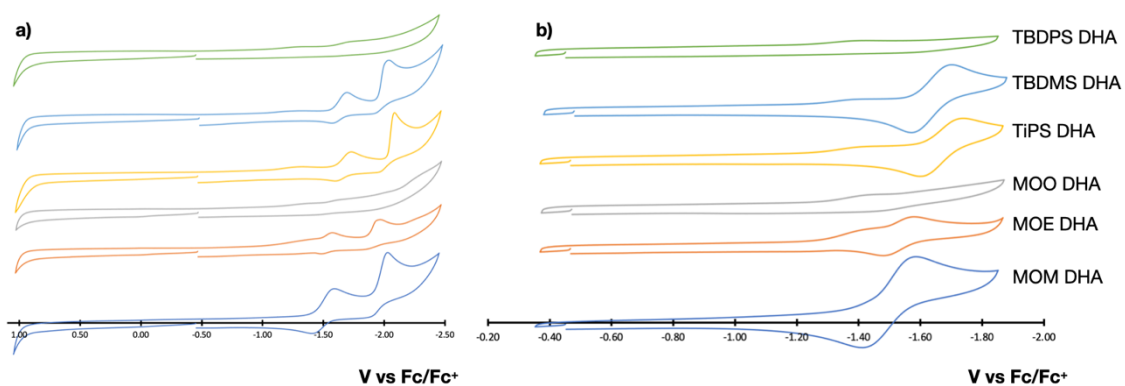 a)
1.00 0.50 0.00 -0.50 -1.00 -1.50 -2.00 -2.50
V vs Fc/Fc+
b)
TBDPS DHA
TBDMS DHA
TiPS DHA
MOO DHA
MOE DHA
MOM DHA
-0.20 -0.40 -0.60 -0.80 -1.00 -1.20 -1.40 -1.60 -1.80 -2.00
V vs Fc/Fc+